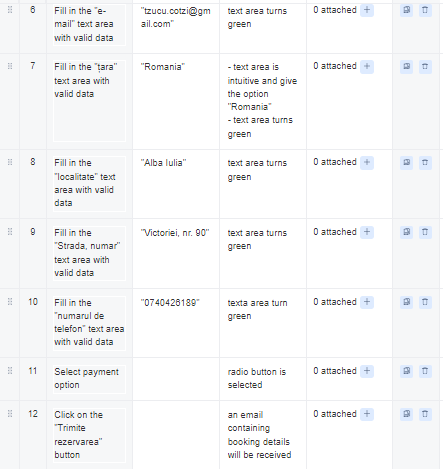 6 Fill in the "e- "tzucu.cotzi@gm text area turns 0 attached +
mail" text area ail.com" green
with valid data
7 Fill in the "țara" "Romania" - text area is 0 attached +
text area with intuitive and give
valid data the option
"Romania"
- text area turns
green
8 Fill in the "Alba Iulia" text area turns 0 attached +
"localitate" text green
area with valid
data
9 Fill in the "Victoriei, nr. 90" text area turns 0 attached +
"Strada, numar" green
text area with
valid data
10 Fill in the "0740426189" texta area turn 0 attached +
"numarul de green
telefon" text area
with valid data
11 Select payment radio button is 0 attached +
option selected
12 Click on the an email 0 attached +
"Trimite containing
rezervarea" booking details
button will be received